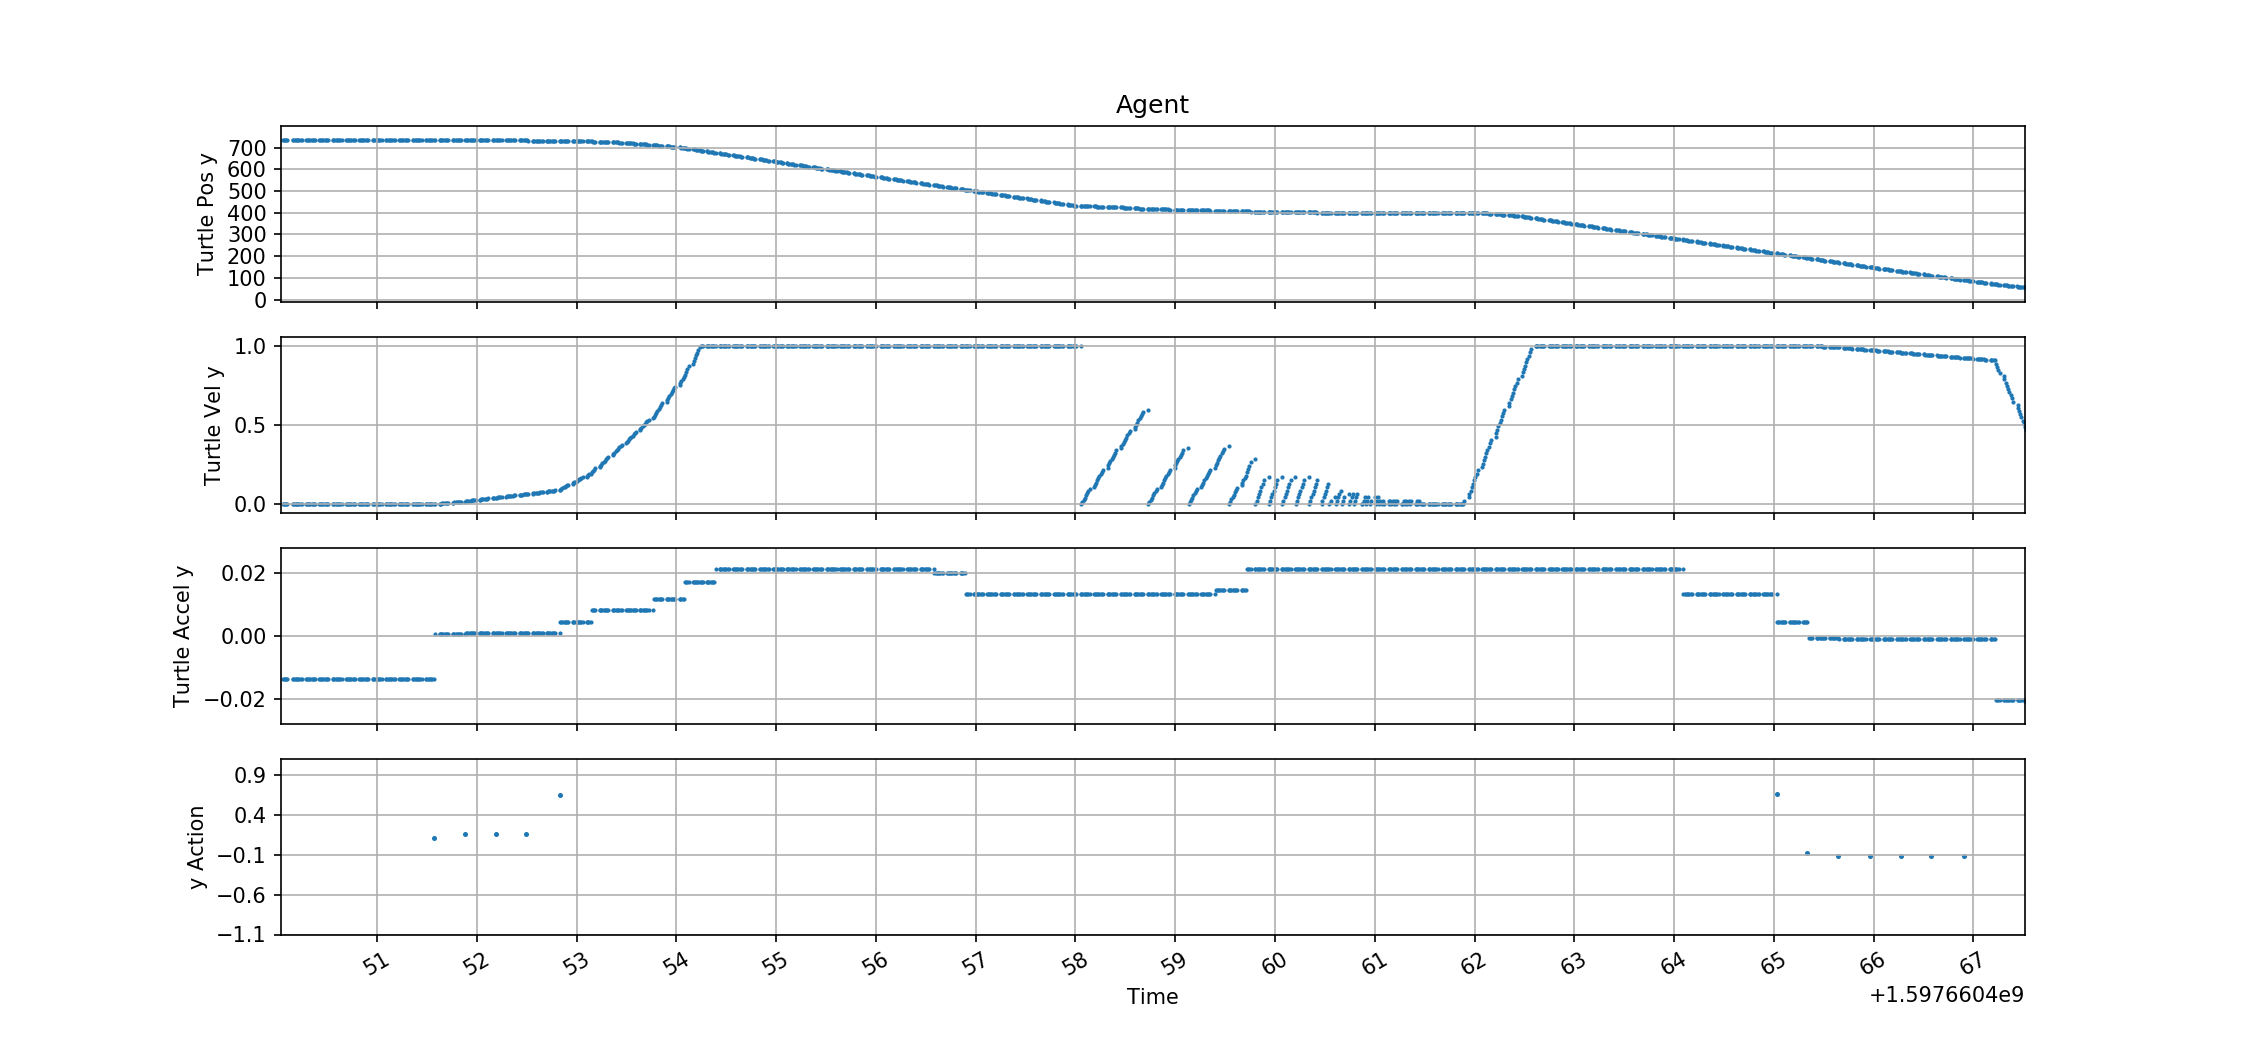 Agent
Turtle Pos y
700
600
500
400
300
200
100
0
Turtle Vel y
1.0
0.5
0.0
Turtle Accel y
0.02
0.00
−0.02
y Action
0.9
0.4
−0.1
−0.6
−1.1
51 52 53 54 55 56 57 58 59 60 61 62 63 64 65 66 67
Time
+1.5976604e9